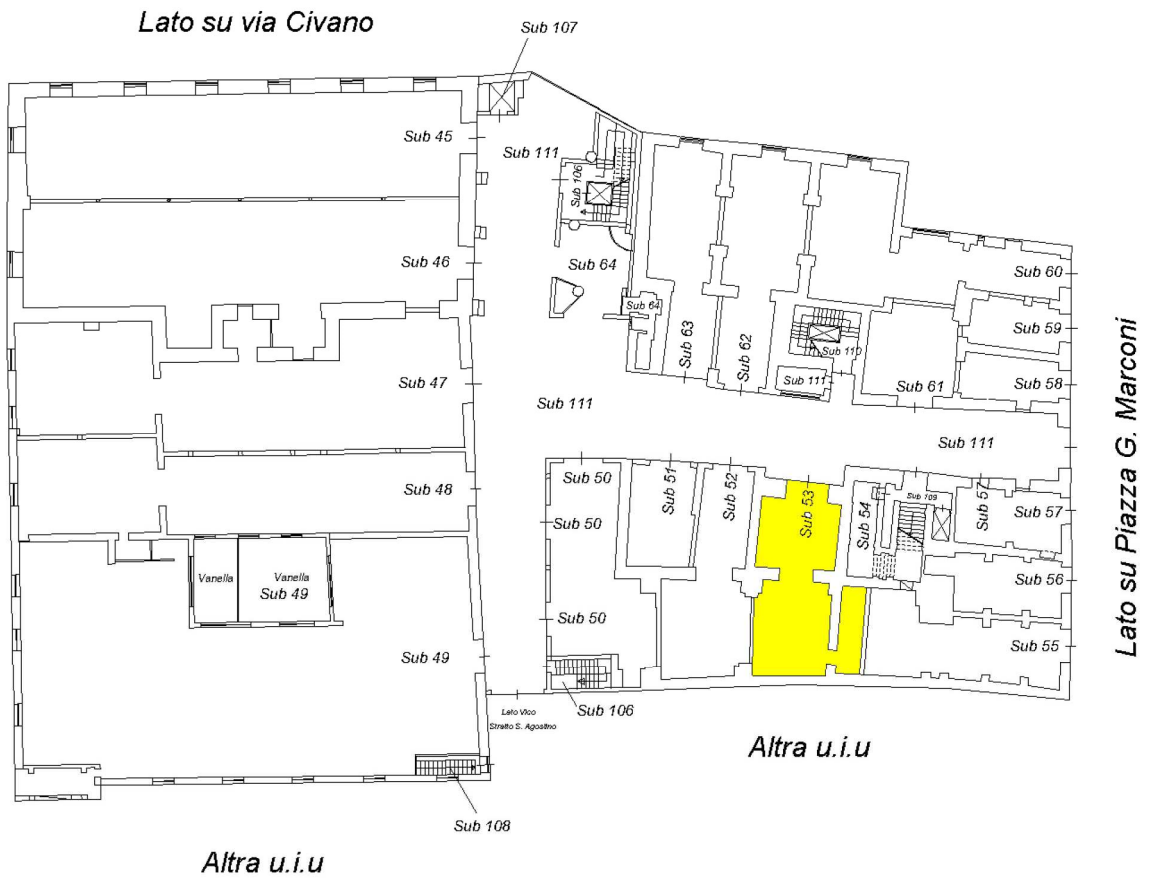 Lato su via Civano
Sub 107
Sub 45
Sub 111
Sub 106
Sub 46
Sub 64
Sub 60
Sub 64
Sub 59
Sub 63
Sub 62
Sub 110
Sub 47
Sub 111
Sub 61
Sub 58
Sub 111
Sub 111
Lato su Piazza G. Marconi
Sub 50
Sub 51
Sub 52
Sub 53
Sub 54
Sub 109
Sub 57
Sub 57
Sub 48
Sub 50
Vanella
Vanella
Sub 49
Sub 56
Sub 50
Sub 55
Sub 49
Sub 106
Lato Vico
Stratto S. Agostino
Altra u.i.u
Sub 108
Altra u.i.u